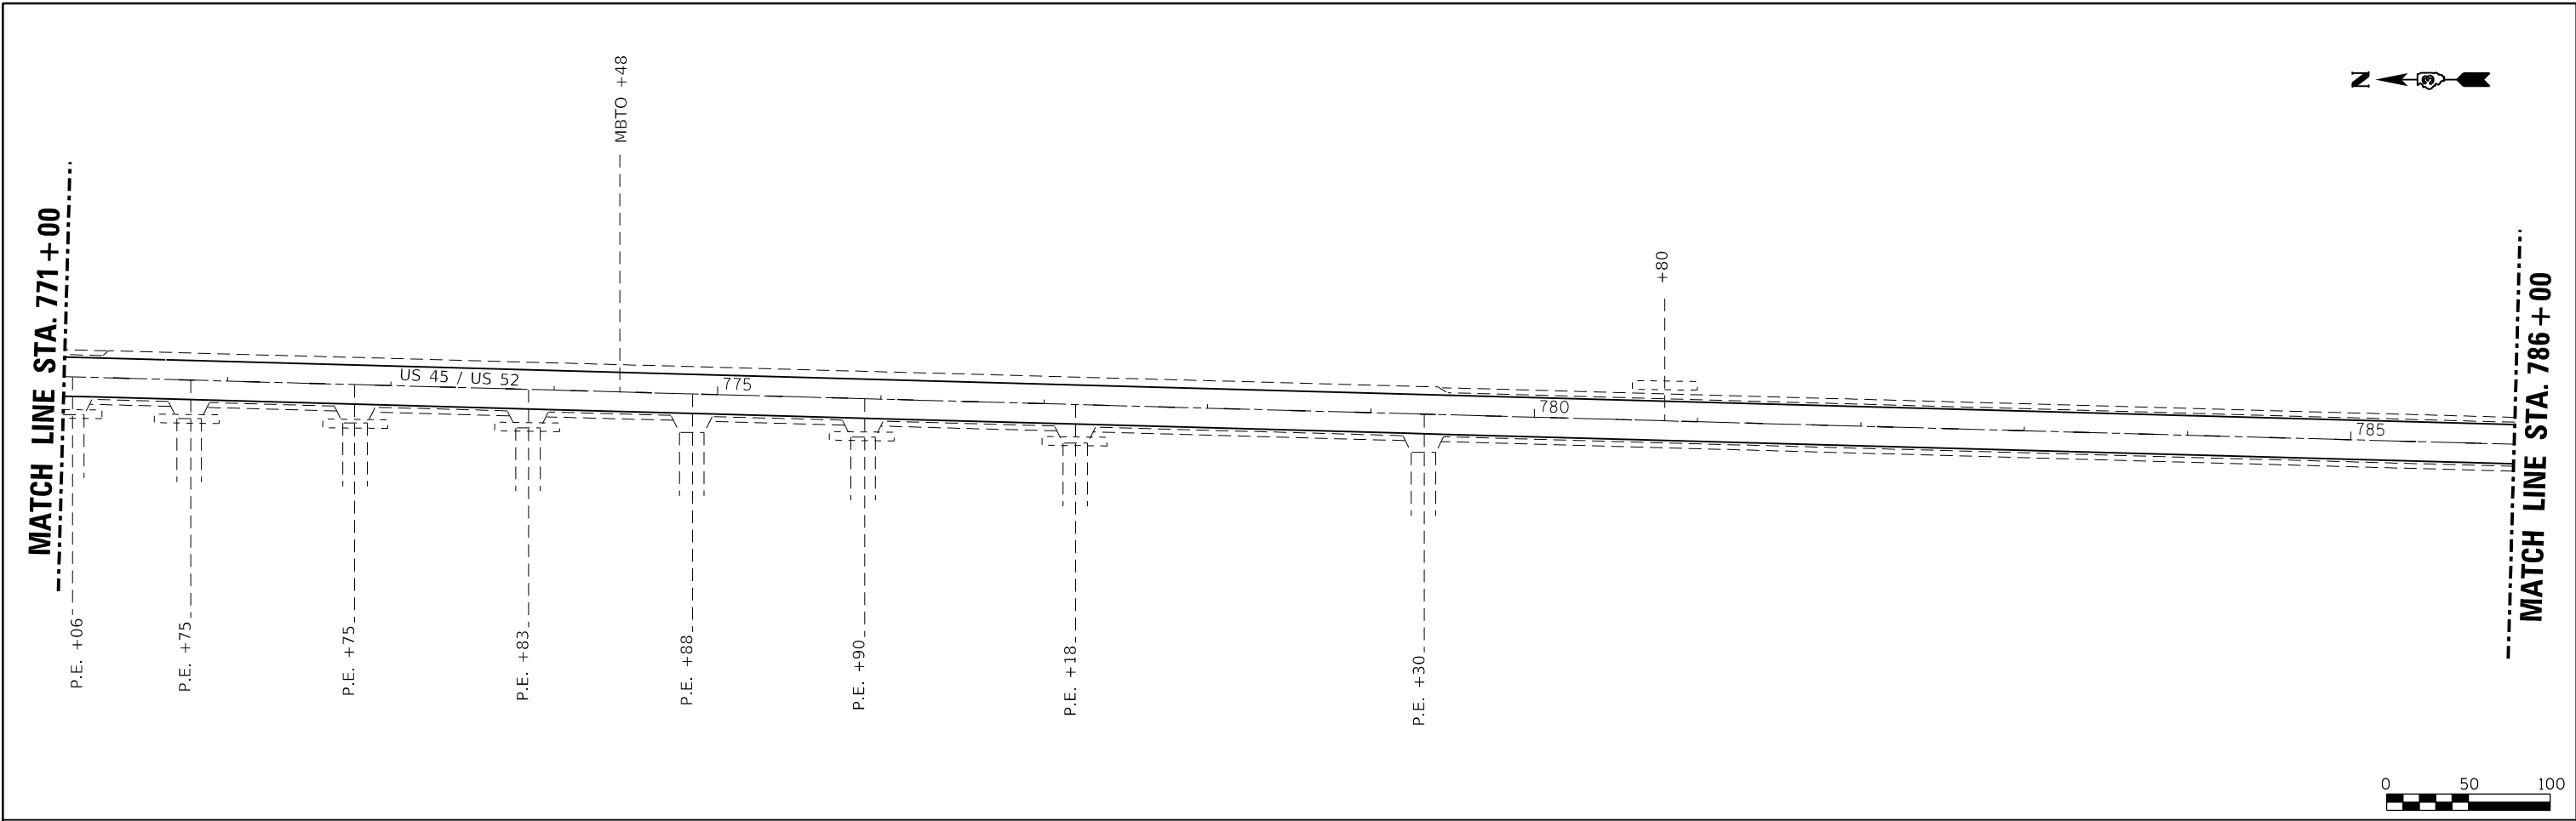 MBTO +48
N
3
MATCH LINE STA. 771+00
+80
MATCH LINE STA. 786+00
US 45 / US 52
775
780
785
P.E. +06
P.E. +75
P.E. +75
P.E. +83
P.E. +88
P.E. +90
P.E. +18
P.E. +30
0 50 100